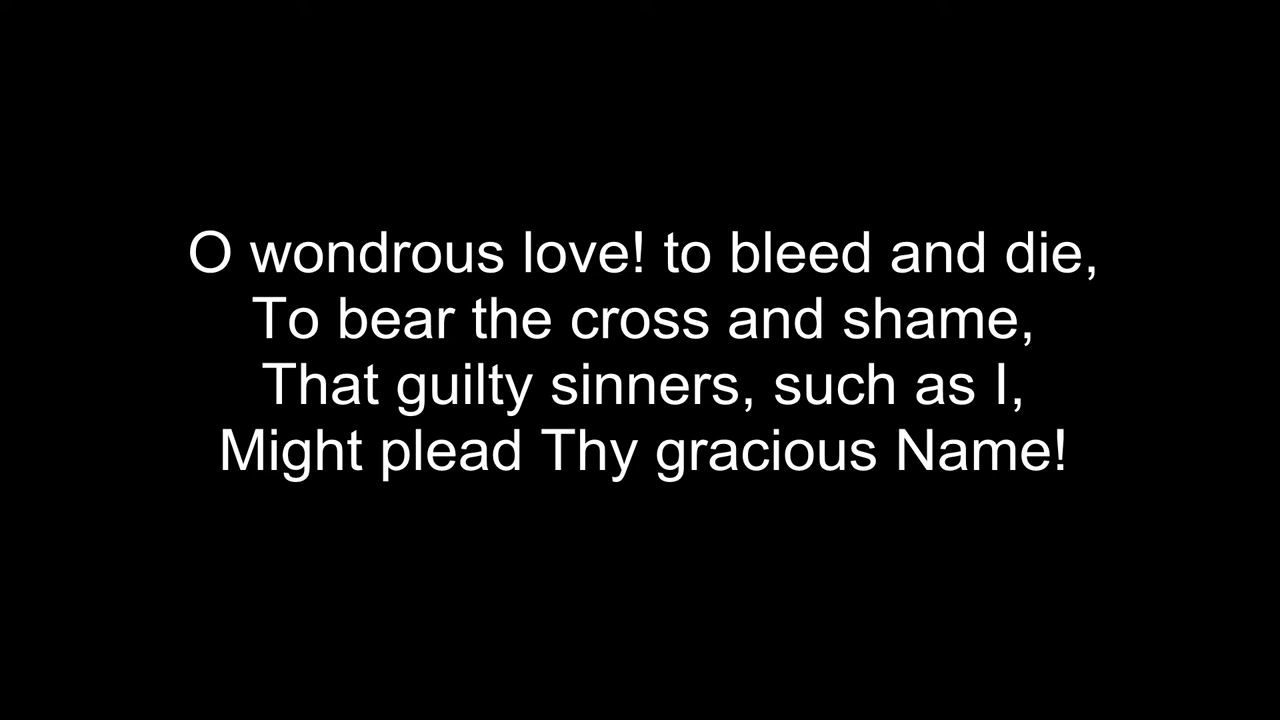 O wondrous love! to bleed and die,
To bear the cross and shame,
That guilty sinners, such as I,
Might plead Thy gracious Name!